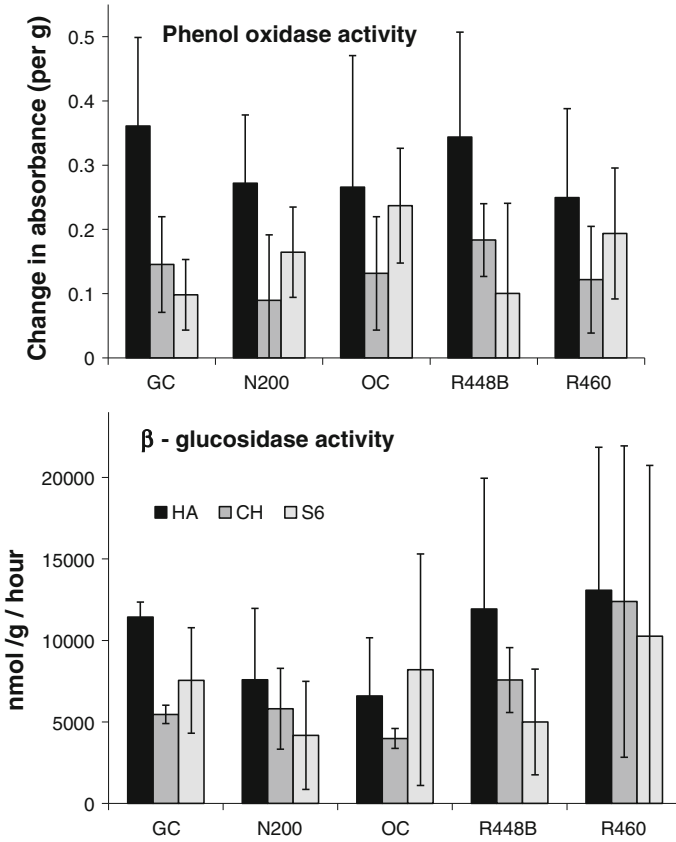 Phenol oxidase activity
Change in absorbance (per g)
0.5
0.4
0.3
0.2
0.1
0
GC N200 OC R448B R460
β - glucosidase activity
nmol /g / hour
20000
15000
10000
5000
0
HA CH S6
GC N200 OC R448B R460